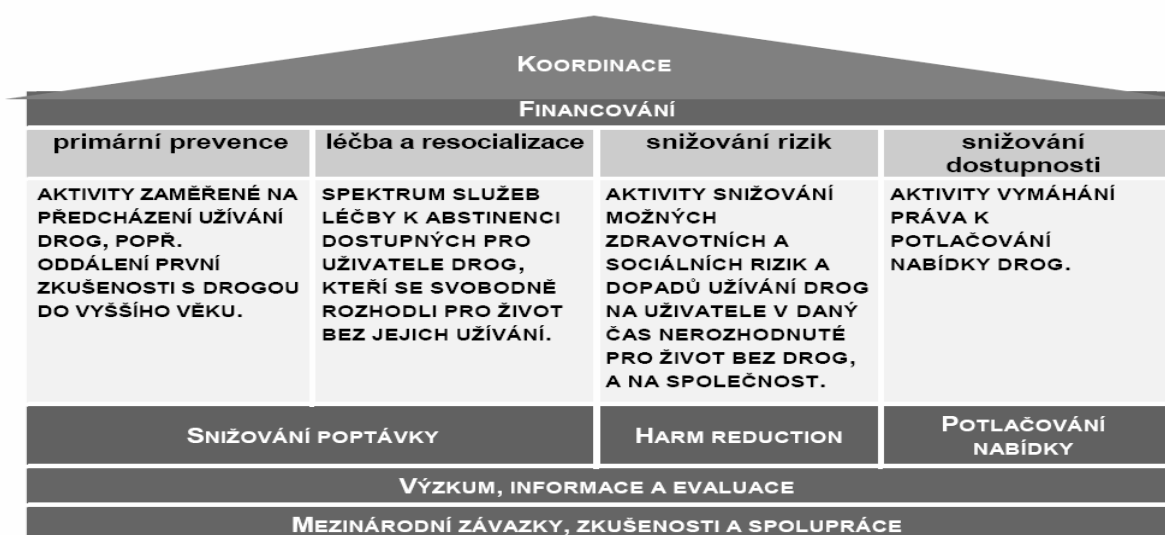 KOORDINACE
FINANCOVÁNÍ
primární prevence
léčba a resocializace
snižování rizik
snižování
dostupnosti
AKTIVITY ZAMĚŘENÉ NA
PŘEDCHÁZENÍ UŽÍVÁNÍ
DROG, POPŘ.
ODDÁLENÍ PRVNÍ
ZKUŠENOSTI S DROGOU
DO VYŠŠÍHO VĚKU.
SPEKTRUM SLUŽEB
LÉČBY K ABSTINENCI
DOSTUPNÝCH PRO
UŽIVATELE DROG,
KTEŘÍ SE SVOBODNĚ
ROZHODLI PRO ŽIVOT
BEZ JEJICH UŽÍVÁNÍ.
AKTIVITY SNIŽOVÁNÍ
MOŽNÝCH
ZDRAVOTNÍCH A
SOCIÁLNÍCH RIZIK A
DOPADŮ UŽÍVÁNÍ DROG
NA UŽIVATELE V DANÝ
ČAS NEROZHODNUTÉ
PRO ŽIVOT BEZ DROG,
A NA SPOLEČNOST.
AKTIVITY VYMÁHÁNÍ
PRÁVA K
POTLAČOVÁNÍ
NABÍDKY DROG.
SNIŽOVÁNÍ POPTÁVKY
HARM REDUCTION
POTLAČOVÁNÍ
NABÍDKY
VÝZKUM, INFORMACE A EVALUACE
MEZINÁRODNÍ ZÁVAZKY, ZKUŠENOSTI A SPOLUPRÁCE